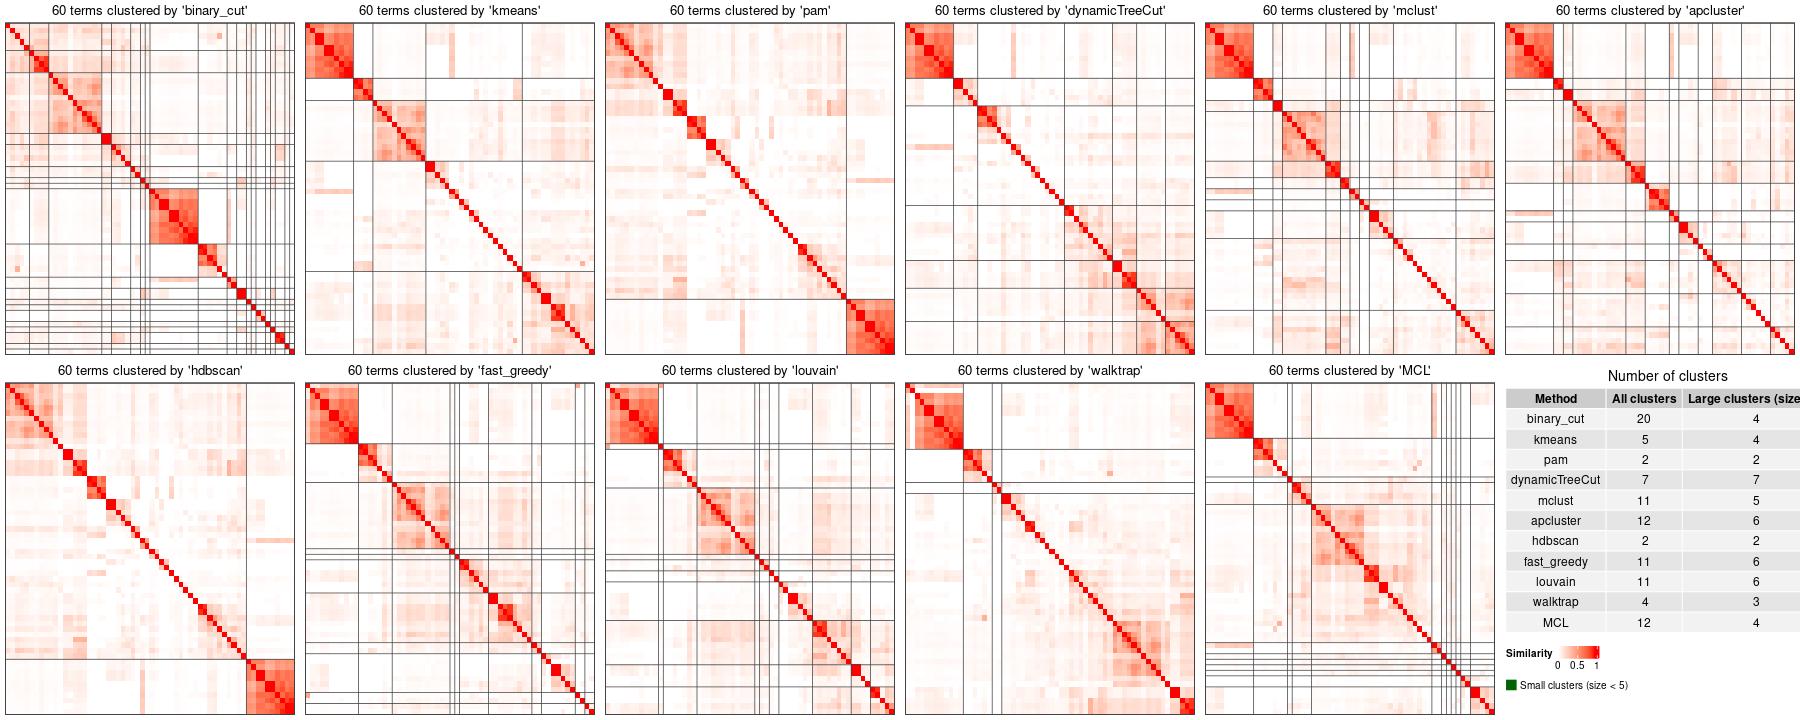 60 terms clustered by 'binary_cut'
60 terms clustered by 'kmeans'
60 terms clustered by 'pam'
60 terms clustered by 'dynamicTreeCut'
60 terms clustered by 'mclust'
60 terms clustered by 'apcluster'
60 terms clustered by 'hdbscan'
60 terms clustered by 'fast_greedy'
60 terms clustered by 'louvain'
60 terms clustered by 'walktrap'
60 terms clustered by 'MCL'
Number of clusters
Method All clusters Large clusters (size
binary_cut 20 4
kmeans 5 4
pam 2 2
dynamicTreeCut 7 7
mclust 11 5
apcluster 12 6
hdbscan 2 2
fast_greedy 11 6
louvain 11 6
walktrap 4 3
MCL 12 4
Similarity
0 0.5 1
Small clusters (size < 5)